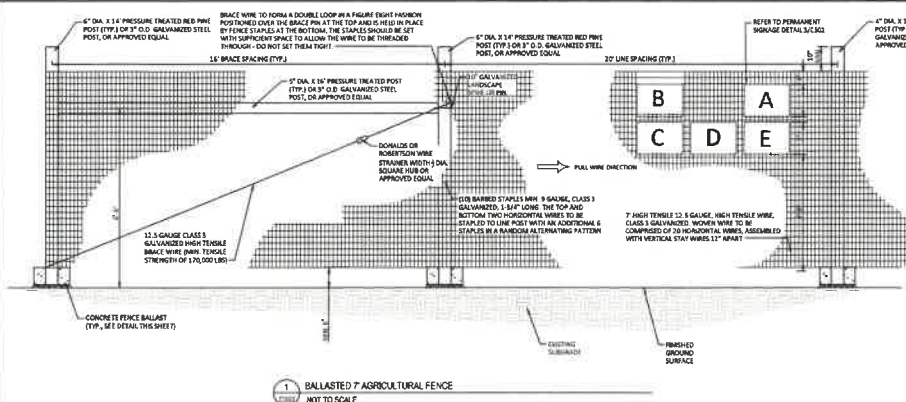 6" DIA. X 14' PRESSURE TREATED RED PINE
POST (TYP.) OR 3" O.D. GALVANIZED STEEL
POST, OR APPROVED EQUAL
BRACE WIRE TO FORM A DOUBLE LOOP IN A FIGURE EIGHT FASHION
POSITIONED OVER THE BRACE PIN AT THE TOP AND IS HELD IN PLACE
BY FENCE STAPLES AT THE BOTTOM. THE STAPLES SHOULD BE SET
WITH SUFFICIENT SPACE TO ALLOW THE WIRE TO BE THREADED
THROUGH - DO NOT SET THEM TIGHT.
6" DIA. X 14' PRESSURE TREATED RED PINE
POST (TYP.) OR 3" O.D. GALVANIZED STEEL
POST, OR APPROVED EQUAL
REFER TO PERMANENT
SIGNAGE DETAIL 3/C502
POST (TYP
GALVANIZ
APPROVED
10"
16' BRACE SPACING (TYP.)
20' LINE SPACING (TYP.)
5" DIA. X 16' PRESSURE TREATED POST
(TYP.) OR 3" O.D. GALVANIZED STEEL
POST, OR APPROVED EQUAL
GALVANIZED
LANDSCAPE
PIN
B
A
C
D
E
DONALDS OR
ROBERTSON WIRE
STRAINER WIDTH DIA.
SQUARE HUB OR
APPROVED EQUAL
PULL WIRE DIRECTION
(10) BARBED STAPLES MIN. 9 GAUGE, CLASS 3
GALVANIZED, 1-3/4" LONG. THE TOP AND
BOTTOM TWO HORIZONTAL WIRES TO BE
STAPLED TO LINE POST WITH AN ADDITIONAL 6
STAPLES IN A RANDOM ALTERNATING PATTERN
7' HIGH TENSILE 12.5 GAUGE, HIGH TENSILE WIRE,
CLASS 3 GALVANIZED. WOVEN WIRE TO BE
COMPRISED OF 20 HORIZONTAL WIRES, ASSEMBLED
WITH VERTICAL STAY WIRES 12" APART
12.5 GAUGE CLASS 3
GALVANIZED HIGH TENSILE
BRACE WIRE (MIN. TENSILE
STRENGTH OF 170,000 LBS)
CONCRETE FENCE BALLAST
(TYP., SEE DETAIL THIS SHEET)
EXISTING
SUBGRADE
FINISHED
GROUND
SURFACE
1
BALLASTED 7' AGRICULTURAL FENCE
NOT TO SCALE